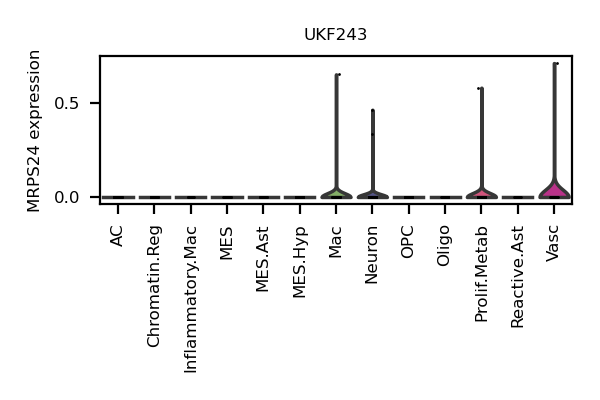 UKF243
MRPS24 expression
0.5
0.0
AC
Chromatin.Reg
Inflammatory.Mac
MES
MES.Ast
MES.Hyp
Mac
Neuron
OPC
Oligo
Prolif.Metab
Reactive.Ast
Vasc